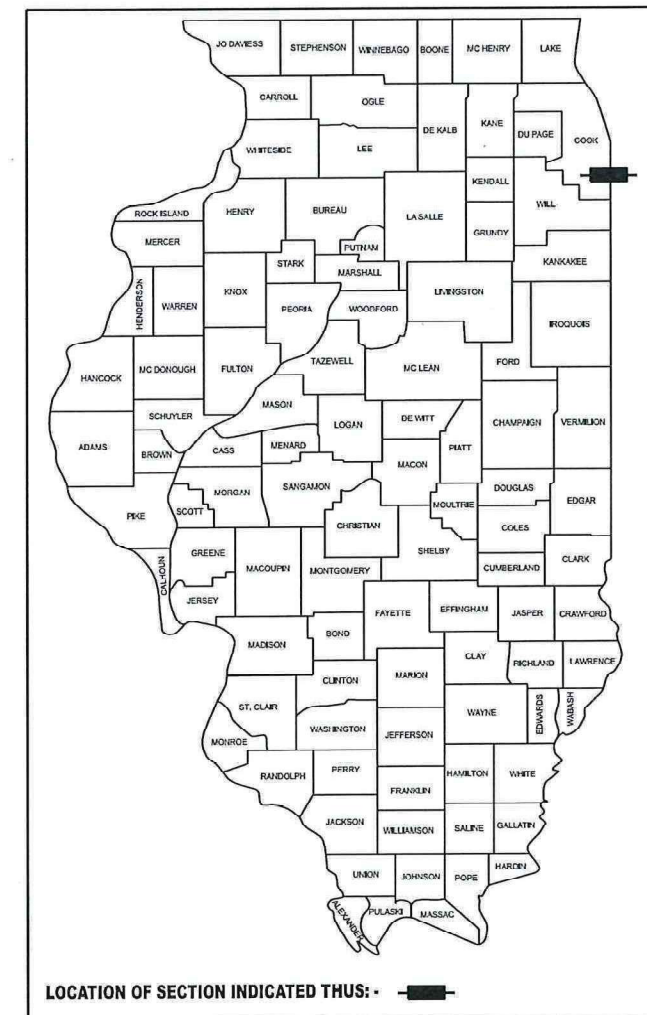 JO DAVIESS
STEPHENSON
WINNEBAGO
BOONE
MC HENRY
LAKE
CARROLL
OGLE
DE KALB
KANE
DU PAGE
COOK
WHITESIDE
LEE
KENDALL
WILL
ROCK ISLAND
HENRY
BUREAU
LA SALLE
GRUNDY
MERCER
PUTNAM
KANKAKEE
STARK
MARSHALL
HENDERSON
WARREN
KNOX
PEORIA
WOODFORD
LIVINGSTON
IROQUOIS
HANCOCK
MC DONOUGH
FULTON
TAZEWELL
MC LEAN
FORD
SCHUYLER
MASON
LOGAN
DE WITT
CHAMPAIGN
VERMILION
ADAMS
BROWN
CASS
MENARD
MACON
PIATT
PIKE
SCOTT
MORGAN
SANGAMON
CHRISTIAN
MOULTRIE
DOUGLAS
EDGAR
COLES
CALHOUN
GREENE
MACOUPIN
MONTGOMERY
SHELBY
CUMBERLAND
CLARK
JERSEY
FAYETTE
EFFINGHAM
JASPER
CRAWFORD
MADISON
BOND
CLAY
RICHLAND
LAWRENCE
CLINTON
MARION
ST. CLAIR
WAYNE
EDWARDS
WABASH
MONROE
WASHINGTON
JEFFERSON
RANDOLPH
PERRY
HAMILTON
WHITE
FRANKLIN
JACKSON
WILLIAMSON
SALINE
GALLATIN
UNION
JOHNSON
POPE
HARDIN
ALEXANDER
PULASKI
MASSAC
LOCATION OF SECTION INDICATED THUS: -